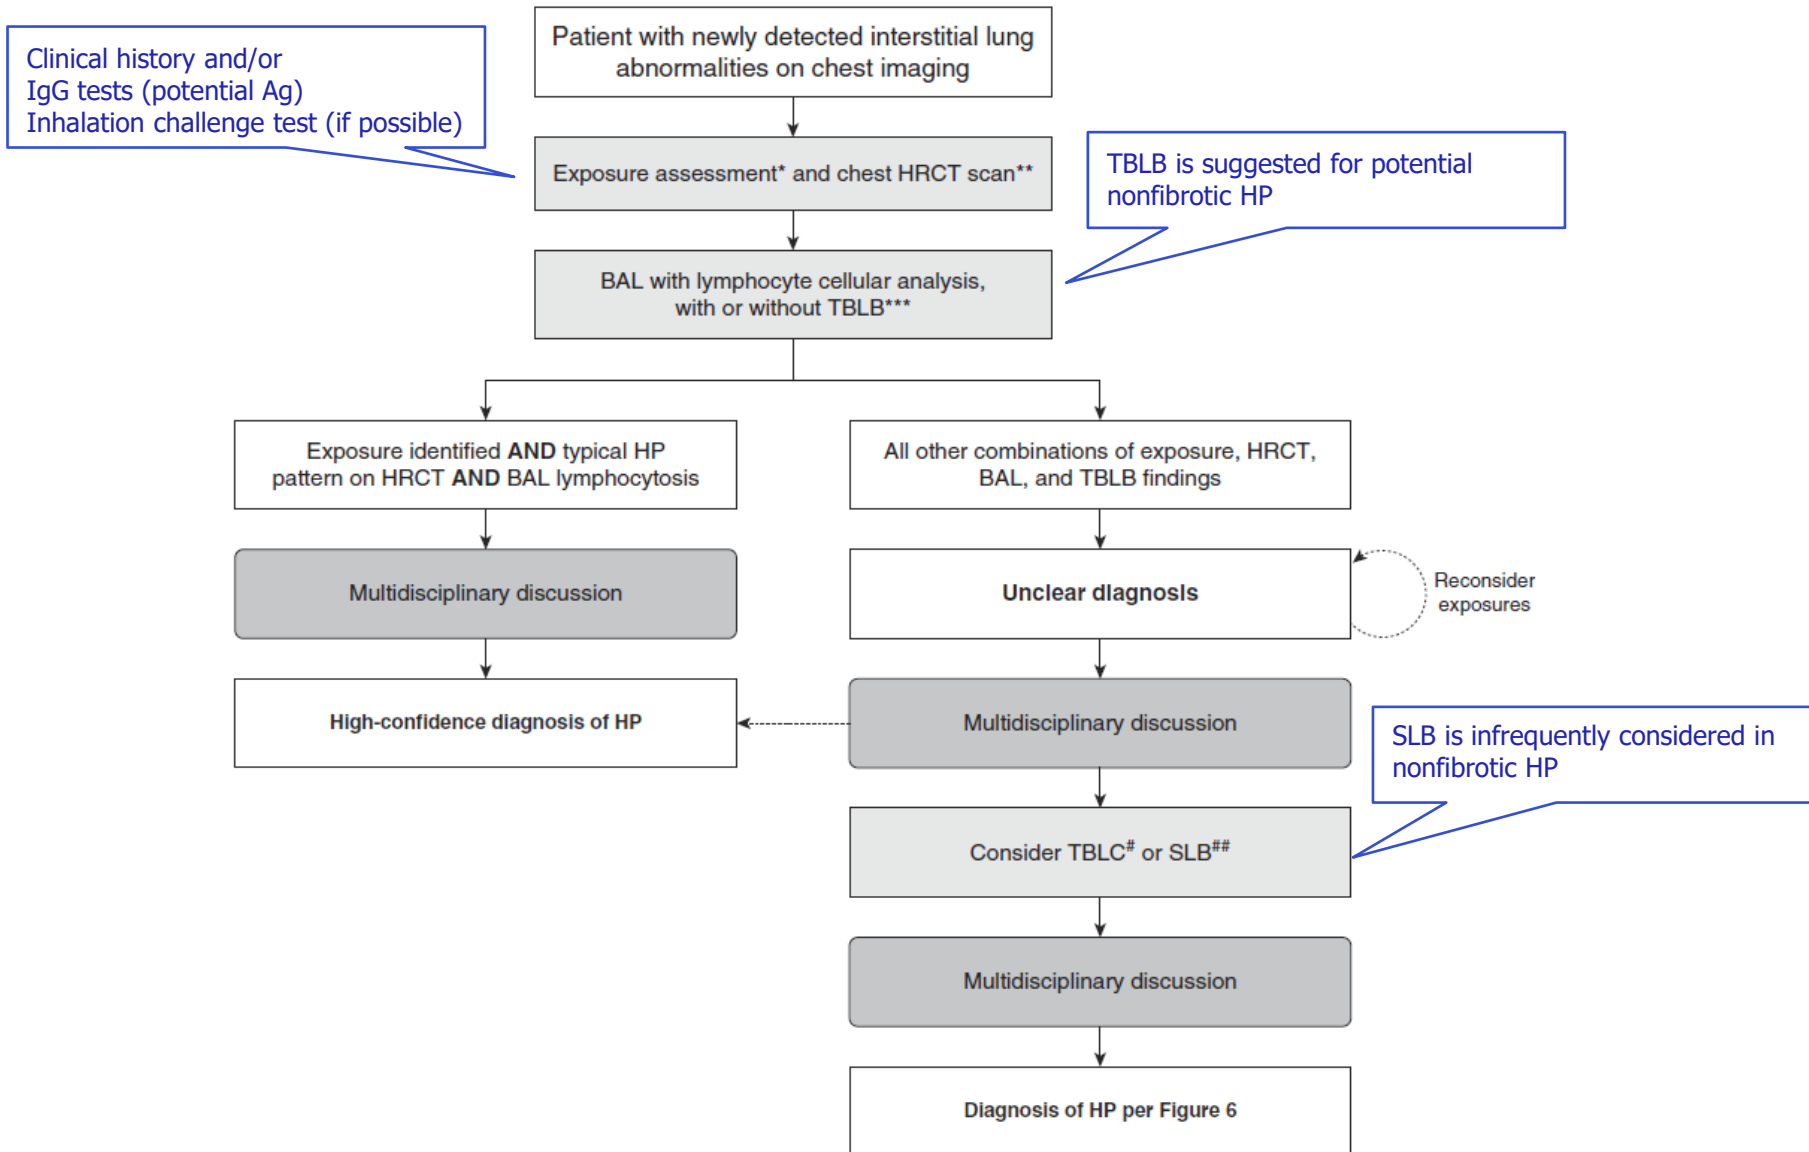 Patient with newly detected interstitial lung
abnormalities on chest imaging
Clinical history and/or
IgG tests (potential Ag)
Inhalation challenge test (if possible)
Exposure assessment* and chest HRCT scan**
TBLB is suggested for potential
nonfibrotic HP
BAL with lymphocyte cellular analysis,
with or without TBLB***
Exposure identified AND typical HP
pattern on HRCT AND BAL lymphocytosis
All other combinations of exposure, HRCT,
BAL, and TBLB findings
Multidisciplinary discussion
Unclear diagnosis
Reconsider
exposures
High-confidence diagnosis of HP
Multidisciplinary discussion
SLB is infrequently considered in
nonfibrotic HP
Consider TBLC# or SLB##
Multidisciplinary discussion
Diagnosis of HP per Figure 6